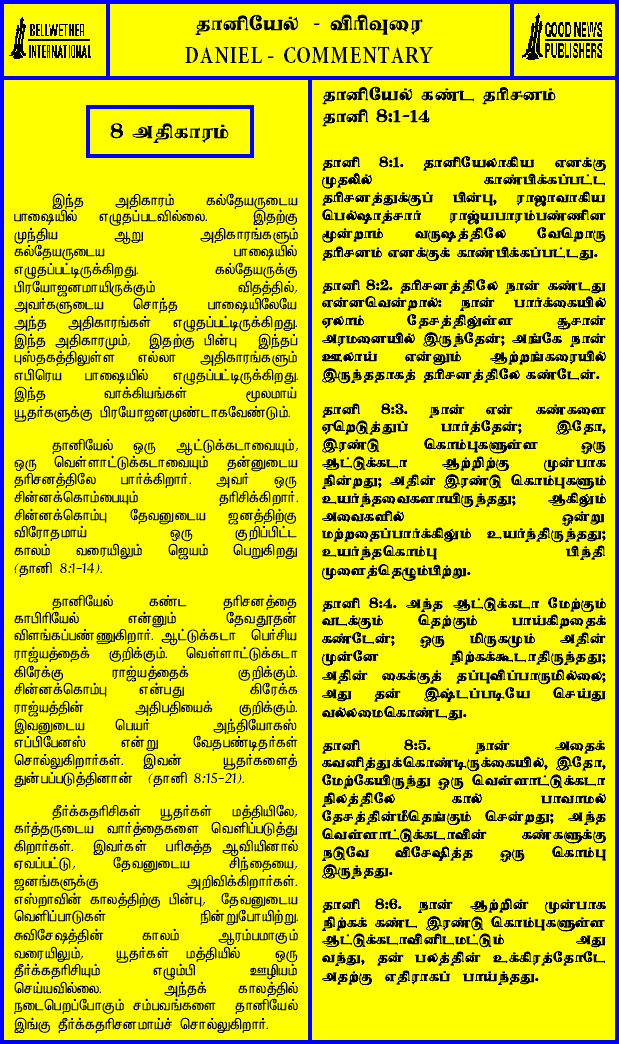 BELLWETHER
INTERNATIONAL
தானியேல் - விரிவுரை
DANIEL - COMMENTARY
GOOD NEWS
PUBLISHERS
8 அதிகாரம்
இந்த அதிகாரம் கல்தேயருடைய
பாஷையில் எழுதப்படவில்லை. இதற்கு
முந்திய ஆறு அதிகாரங்களும்
கல்தேயருடைய பாஷையில்
எழுதப்பட்டிருக்கிறது. கல்தேயருக்கு
பிரயோஜனமாயிருக்கும் விதத்தில்,
அவர்களுடைய சொந்த பாஷையிலேயே
அந்த அதிகாரங்கள் எழுதப்பட்டிருக்கிறது.
இந்த அதிகாரமும், இதற்கு பின்பு இந்தப்
புஸ்தகத்திலுள்ள எல்லா அதிகாரங்களும்
எபிரெய பாஷையில் எழுதப்பட்டிருக்கிறது.
இந்த வாக்கியங்கள் மூலமாய்
யூதர்களுக்கு பிரயோஜனமுண்டாகவேண்டும்.
தானியேல் ஒரு ஆட்டுக்கடாவையும்,
ஒரு வெள்ளாட்டுக்கடாவையும் தன்னுடைய
தரிசனத்திலே பார்க்கிறார். அவர் ஒரு
சின்னக்கொம்பையும் தரிசிக்கிறார்.
சின்னக்கொம்பு தேவனுடைய ஜனத்திற்கு
விரோதமாய் ஒரு குறிப்பிட்ட
காலம் வரையிலும் ஜெயம் பெறுகிறது
(தானி 8:1-14).
தானியேல் கண்ட தரிசனத்தை
காபிரியேல் என்னும் தேவதூதன்
விளங்கப்பண்ணுகிறார். ஆட்டுக்கடா பெர்சிய
ராஜ்யத்தைக் குறிக்கும். வெள்ளாட்டுக்கடா
கிரேக்கு ராஜ்யத்தைக் குறிக்கும்.
சின்னக்கொம்பு என்பது கிரேக்க
ராஜ்யத்தின் அதிபதியைக் குறிக்கும்.
இவனுடைய பெயர் அந்தியோகஸ்
எப்பிபேனஸ் என்று வேதபண்டிதர்கள்
சொல்லுகிறார்கள். இவன் யூதர்களைத்
துன்பப்படுத்தினான் (தானி 8:15-21).
தீர்க்கதரிசிகள் யூதர்கள் மத்தியிலே,
கர்த்தருடைய வார்த்தைகளை வெளிப்படுத்து
கிறார்கள். இவர்கள் பரிசுத்த ஆவியினால்
ஏவப்பட்டு, தேவனுடைய சிந்தையை,
ஜனங்களுக்கு அறிவிக்கிறார்கள்.
எஸ்றாவின் காலத்திற்கு பின்பு, தேவனுடைய
வெளிப்பாடுகள் நின்றுபோயிற்று.
சுவிசேஷத்தின் காலம் ஆரம்பமாகும்
வரையிலும், யூதர்கள் மத்தியில் ஒரு
தீர்க்கதரிசியும் எழும்பி ஊழியம்
செய்யவில்லை. அந்தக் காலத்தில்
நடைபெறப்போகும் சம்பவங்களை தானியேல்
இங்கு தீர்க்கதரிசனமாய்ச் சொல்லுகிறார்.
தானியேல் கண்ட தரிசனம்
தானி 8:1-14
தானி 8:1. தானியேலாகிய எனக்கு
முதலில் காண்பிக்கப்பட்ட
தரிசனத்துக்குப் பின்பு, ராஜாவாகிய
பெல்ஷாத்சார் ராஜ்யபாரம்பண்ணின
மூன்றாம் வருஷத்திலே வேறொரு
தரிசனம் எனக்குக் காண்பிக்கப்பட்டது.
தானி 8:2. தரிசனத்திலே நான் கண்டது
என்னவென்றால்: நான் பார்க்கையில்
ஏலாம் தேசத்திலுள்ள சூசான்
அரமனையில் இருந்தேன்; அங்கே நான்
ஊலாய் என்னும் ஆற்றங்கரையில்
இருந்ததாகத் தரிசனத்திலே கண்டேன்.
தானி 8:3. நான் என் கண்களை
ஏறெடுத்துப் பார்த்தேன்; இதோ,
இரண்டு கொம்புகளுள்ள ஒரு
ஆட்டுக்கடா ஆற்றிற்கு முன்பாக
நின்றது; அதின் இரண்டு கொம்புகளும்
உயர்ந்தவைகளாயிருந்தது; ஆகிலும்
அவைகளில் ஒன்று
மற்றதைப்பார்க்கிலும் உயர்ந்திருந்தது;
உயர்ந்தகொம்பு பிந்தி
முளைத்தெழும்பிற்று.
தானி 8:4. அந்த ஆட்டுக்கடா மேற்கும்
வடக்கும் தெற்கும் பாய்கிறதைக்
கண்டேன்; ஒரு மிருகமும் அதின்
முன்னே நிற்கக்கூடாதிருந்தது;
அதின் கைக்குத் தப்புவிப்பாருமில்லை;
அது தன் இஷ்டப்படியே செய்து
வல்லமைகொண்டது.
தானி 8:5. நான் அதைக்
கவனித்துக்கொண்டிருக்கையில், இதோ,
மேற்கேயிருந்து ஒரு வெள்ளாட்டுக்கடா
நிலத்திலே கால் பாவாமல்
தேசத்தின்மீதெங்கும் சென்றது; அந்த
வெள்ளாட்டுக்கடாவின் கண்களுக்கு
நடுவே விசேஷித்த ஒரு கொம்பு
இருந்தது.
தானி 8:6. நான் ஆற்றின் முன்பாக
நிற்கக் கண்ட இரண்டு கொம்புகளுள்ள
ஆட்டுக்கடாவினிடமட்டும் அது
வந்து, தன் பலத்தின் உக்கிரத்தோடே
அதற்கு எதிராகப் பாய்ந்தது.